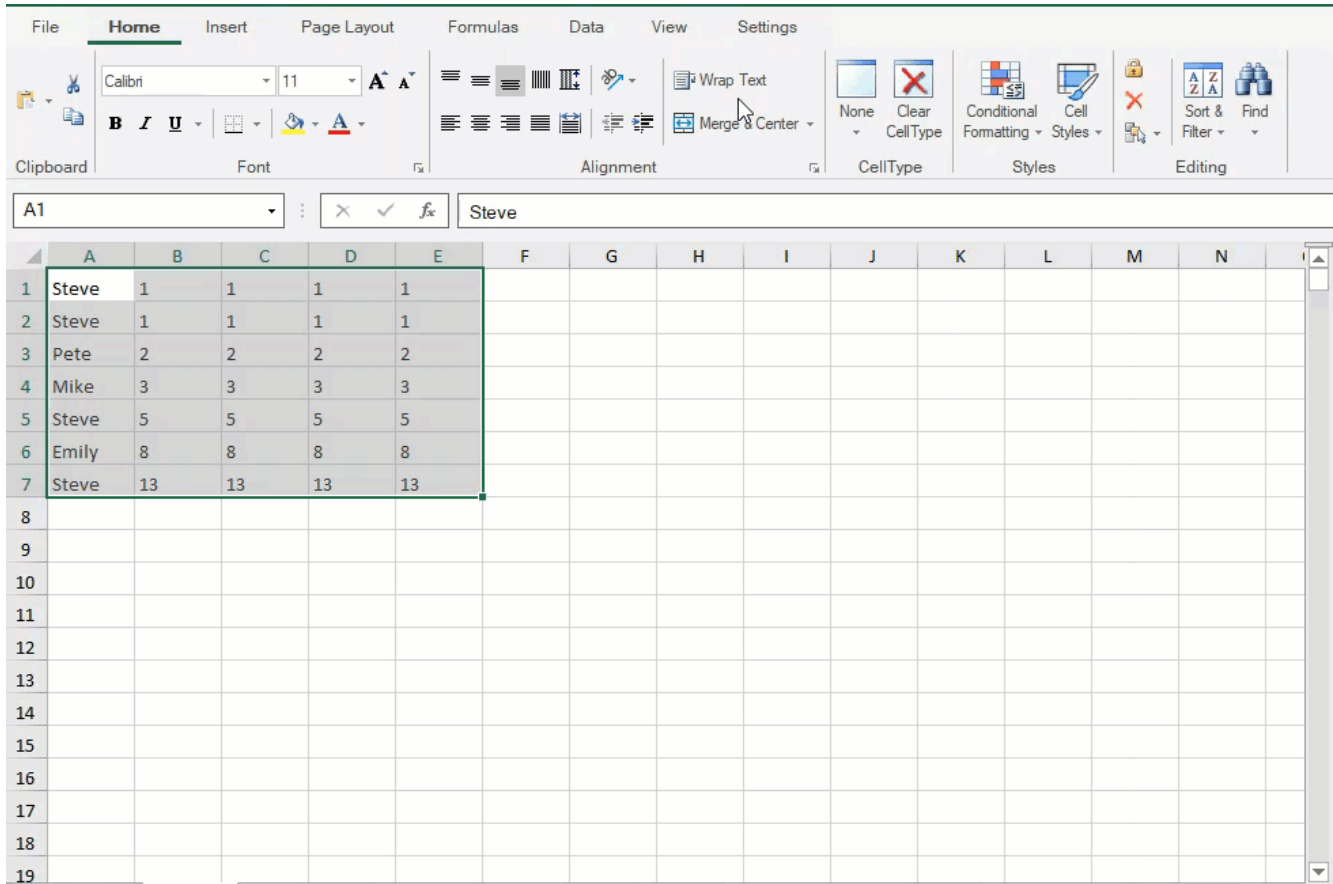 File Home Insert Page Layout Formulas Data View Settings
Calibri 11 A A Wrap Text
B I U A Merge & Center
None Clear CellType
Conditional Formatting Cell Styles
Sort & Filter Find
Clipboard Font Alignment CellType Styles Editing
A1 fx Steve
A B C D E F G H I J K L M N
1 Steve 1 1 1 1
2 Steve 1 1 1 1
3 Pete 2 2 2 2
4 Mike 3 3 3 3
5 Steve 5 5 5 5
6 Emily 8 8 8 8
7 Steve 13 13 13 13
8
9
10
11
12
13
14
15
16
17
18
19